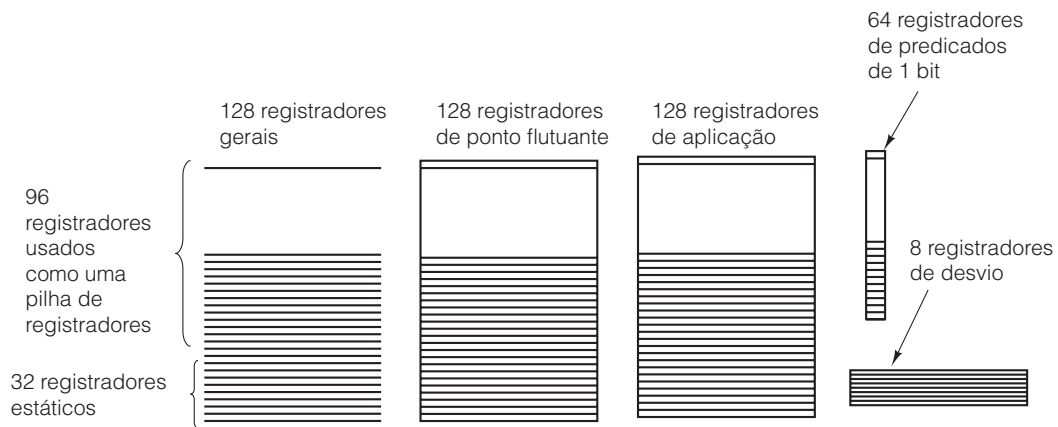 64 registradores
de predicados
de 1 bit
128 registradores
gerais
128 registradores
de ponto flutuante
128 registradores
de aplicação
96
registradores
usados
como uma
pilha de
registradores
8 registradores
de desvio
32 registradores
estáticos